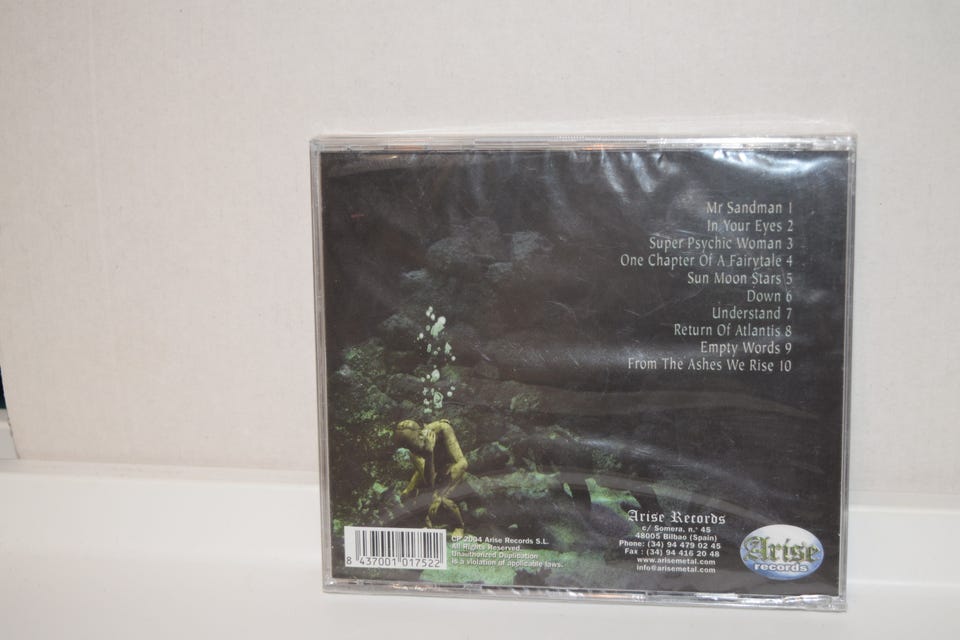 Mr Sandman 1
In Your Eyes 2
Super Psychic Woman 3
One Chapter Of A Fairytale 4
Sun Moon Stars 5
Down 6
Understand 7
Return Of Atlantis 8
Empty Words 9
From The Ashes We Rise 10
Arise Records
c/ Somera, n.º 45
48005 Bilbao (Spain)
Phone: (34) 94 479 02 45
Fax : (34) 94 416 20 48
www.arisemetal.com
info@arisemetal.com
8 437001 017522
CP 2004 Arise Records S.L.
All Rights Reserved
Unauthorized Duplication
is a violation of applicable laws.
Arise
records